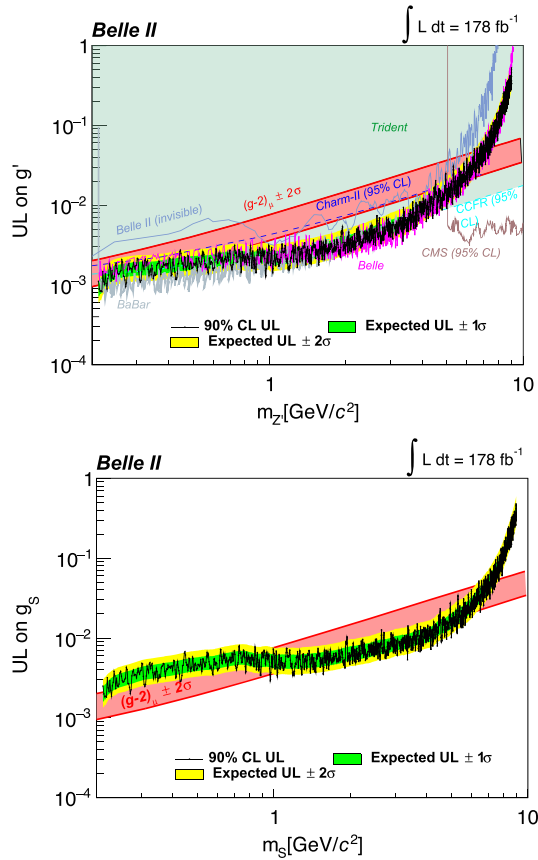 Belle II
∫ L dt = 178 fb⁻¹
UL on g'
1
10⁻¹
10⁻²
10⁻³
10⁻⁴
Trident
(g-2)μ ± 2σ
Charm-II (95% CL)
Belle II (invisible)
CCFR (95% CL)
CMS (95% CL)
Belle
BaBar
90% CL UL
Expected UL ± 1σ
Expected UL ± 2σ
1
10
m_Z'[GeV/c²]
Belle II
∫ L dt = 178 fb⁻¹
UL on g_S
1
10⁻¹
10⁻²
10⁻³
10⁻⁴
(g-2)μ ± 2σ
90% CL UL
Expected UL ± 1σ
Expected UL ± 2σ
1
10
m_S[GeV/c²]